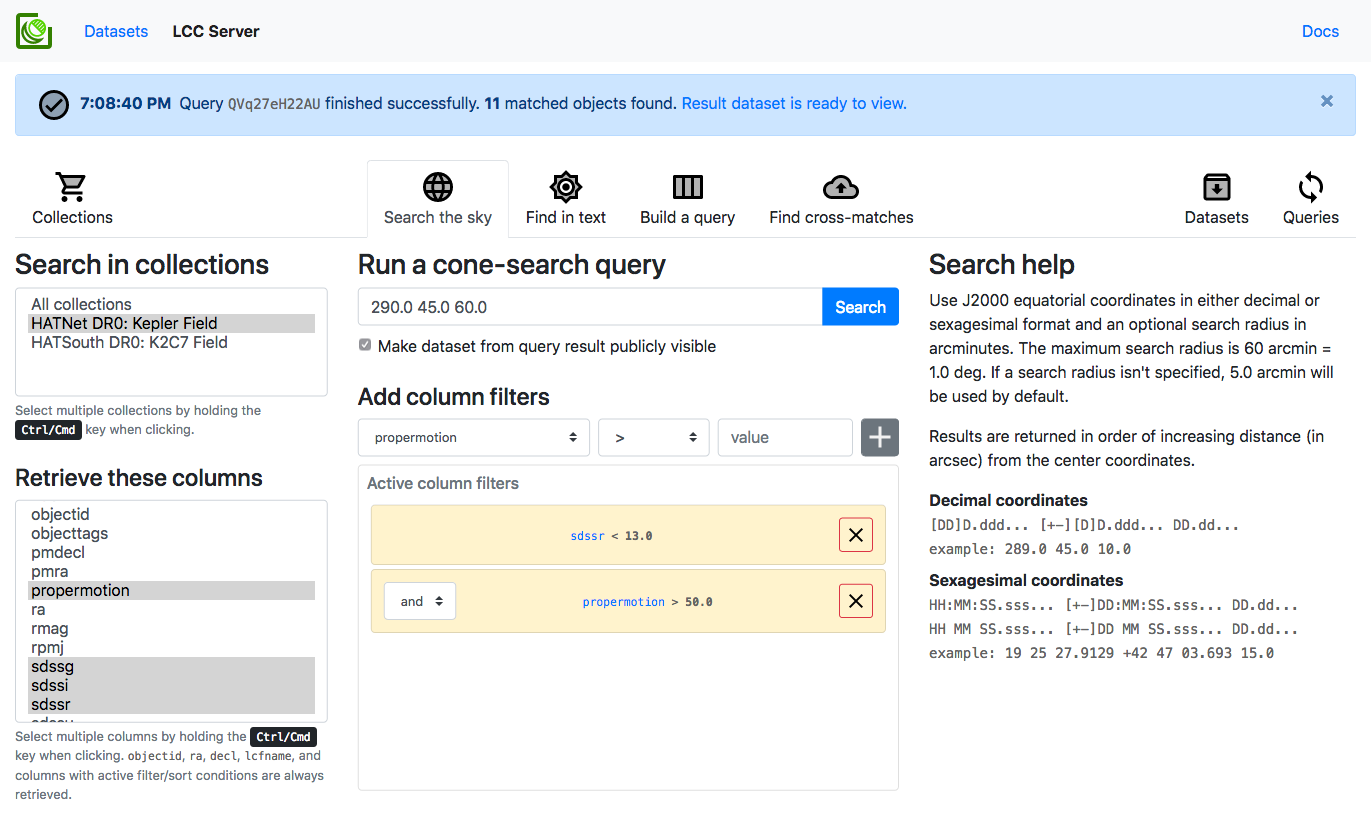 Datasets LCC Server Docs
7:08:40 PM Query QVq27eH22AU finished successfully. 11 matched objects found. Result dataset is ready to view. ×
Collections Search the sky Find in text Build a query Find cross-matches Datasets Queries
Search in collections
All collections
HATNet DR0: Kepler Field
HATSouth DR0: K2C7 Field
Select multiple collections by holding the
Ctrl/Cmd key when clicking.
Retrieve these columns
objectid
objecttags
pmdecl
pmra
propermotion
ra
rmag
rpmj
sdssg
sdssi
sdssr
Select multiple columns by holding the Ctrl/Cmd
key when clicking. objectid, ra, decl, lcfname, and
columns with active filter/sort conditions are always
retrieved.
Run a cone-search query
290.0 45.0 60.0 Search
Make dataset from query result publicly visible
Add column filters
propermotion > value
Active column filters
sdssr < 13.0
and propermotion > 50.0
Search help
Use J2000 equatorial coordinates in either decimal or
sexagesimal format and an optional search radius in
arcminutes. The maximum search radius is 60 arcmin =
1.0 deg. If a search radius isn't specified, 5.0 arcmin will
be used by default.
Results are returned in order of increasing distance (in
arcsec) from the center coordinates.
Decimal coordinates
[DD]D.ddd... [+-][D]D.ddd... DD.dd...
example: 289.0 45.0 10.0
Sexagesimal coordinates
HH:MM:SS.sss... [+-]DD:MM:SS.sss... DD.dd...
HH MM SS.sss... [+-]DD MM SS.sss... DD.dd...
example: 19 25 27.9129 +42 47 03.693 15.0